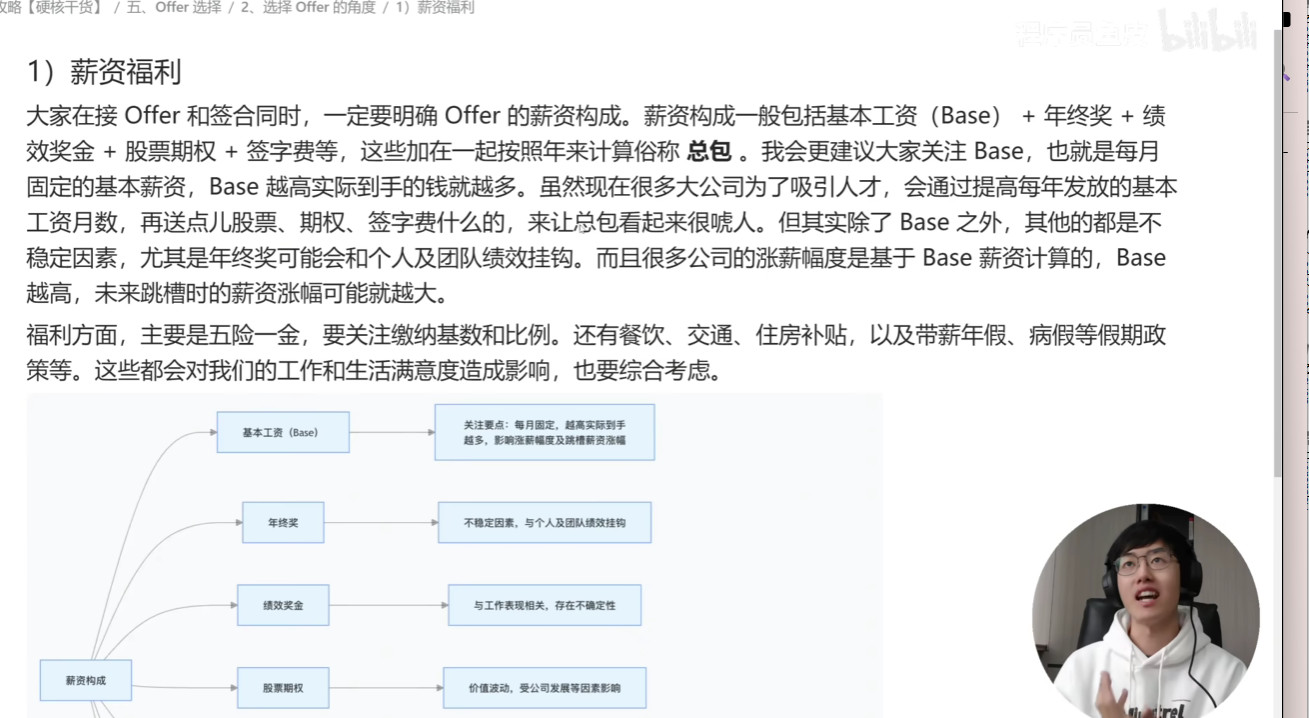 攻略【硬核干货】 / 五、Offer 选择 / 2、选择 Offer 的角度 / 1）薪资福利
bilibili
1）薪资福利
大家在接 Offer 和签合同时，一定要明确 Offer 的薪资构成。薪资构成一般包括基本工资（Base） + 年终奖 + 绩
效奖金 + 股票期权 + 签字费等，这些加在一起按照年来计算俗称 总包 。我会更建议大家关注 Base，也就是每月
固定的基本薪资，Base 越高实际到手的钱就越多。虽然现在很多大公司为了吸引人才，会通过提高每年发放的基本
工资月数，再送点儿股票、期权、签字费什么的，来让总包看起来很唬人。但其实除了 Base 之外，其他的都是不
稳定因素，尤其是年终奖可能会和个人及团队绩效挂钩。而且很多公司的涨薪幅度是基于 Base 薪资计算的，Base
越高，未来跳槽时的薪资涨幅可能就越大。
福利方面，主要是五险一金，要关注缴纳基数和比例。还有餐饮、交通、住房补贴，以及带薪年假、病假等假期政
策等。这些都会对我们的工作和生活满意度造成影响，也要综合考虑。
基本工资（Base）
关注要点：每月固定，越高实际到手
越多，影响涨薪幅度及跳槽薪资涨幅
年终奖
不稳定因素，与个人及团队绩效挂钩
绩效奖金
与工作表现相关，存在不确定性
薪资构成
股票期权
价值波动，受公司发展等因素影响